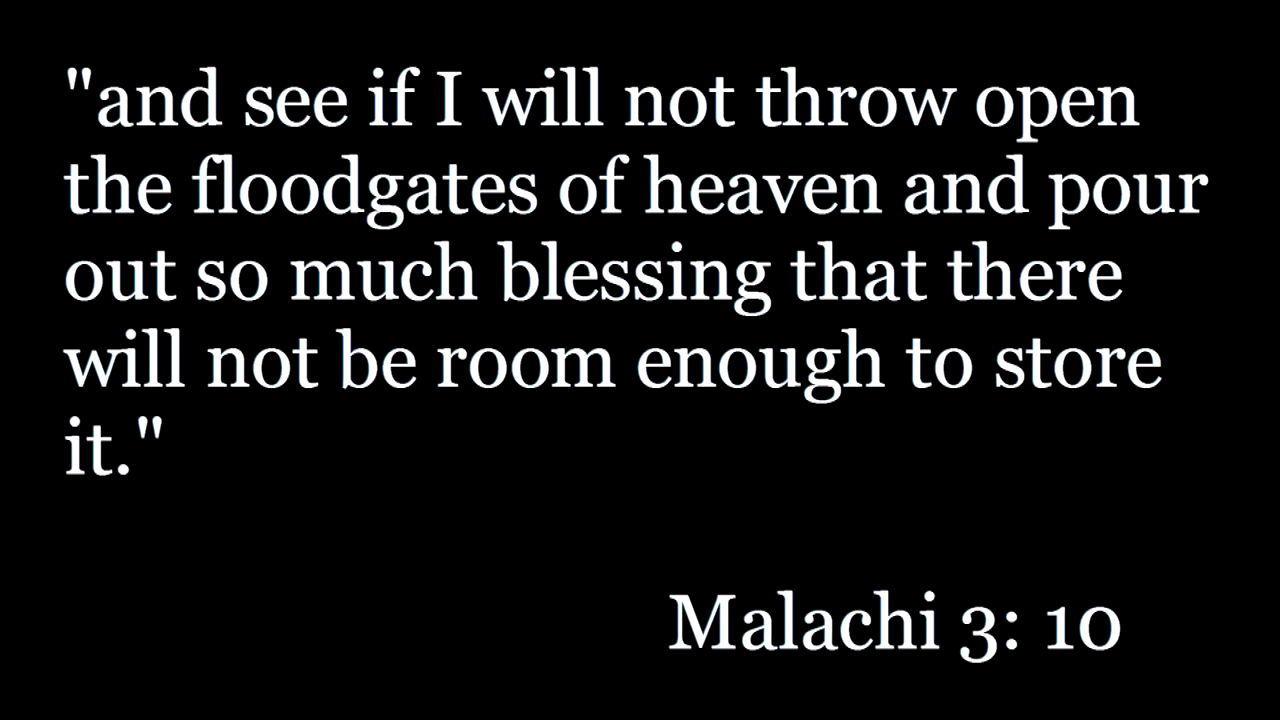 "and see if I will not throw open
the floodgates of heaven and pour
out so much blessing that there
will not be room enough to store
it."
Malachi 3: 10